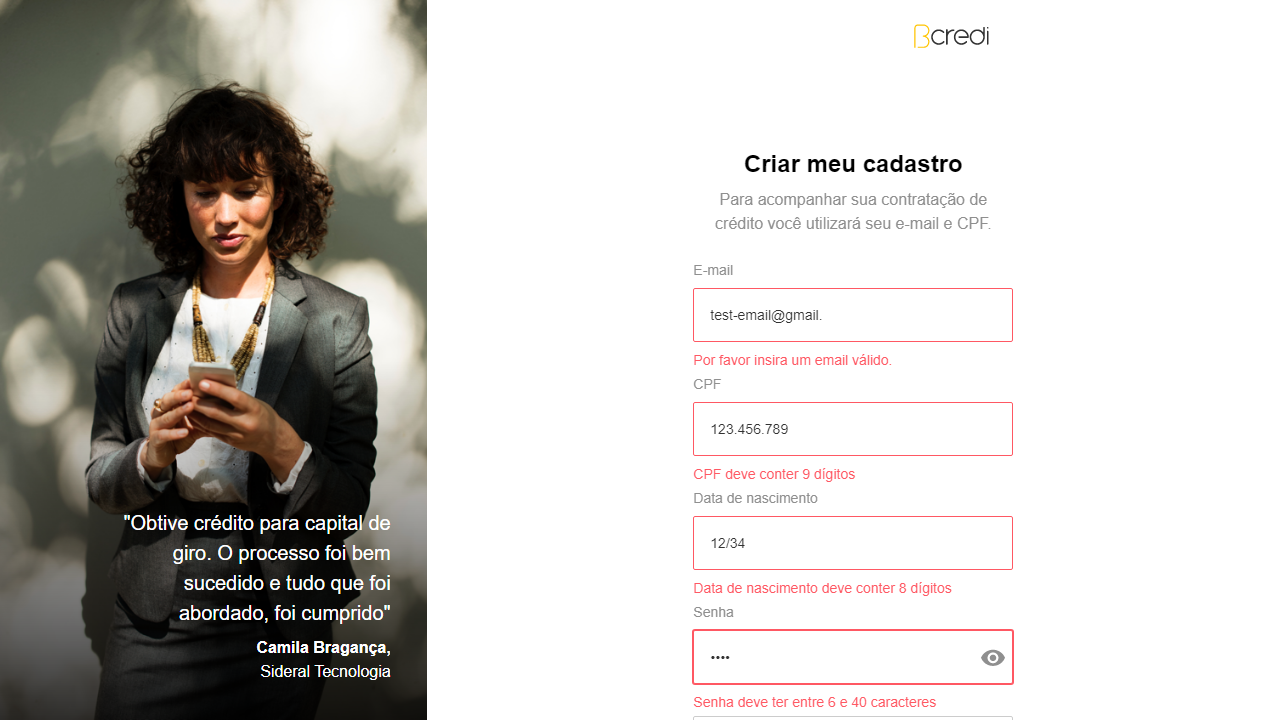 Bcredi
Criar meu cadastro
Para acompanhar sua contratação de
crédito você utilizará seu e-mail e CPF.
E-mail
test-email@gmail.
Por favor insira um email válido.
CPF
123.456.789
CPF deve conter 9 dígitos
Data de nascimento
12/34
Data de nascimento deve conter 8 dígitos
Senha
••••
Senha deve ter entre 6 e 40 caracteres
"Obtive crédito para capital de
giro. O processo foi bem
sucedido e tudo que foi
abordado, foi cumprido"
Camila Bragança,
Sideral Tecnologia